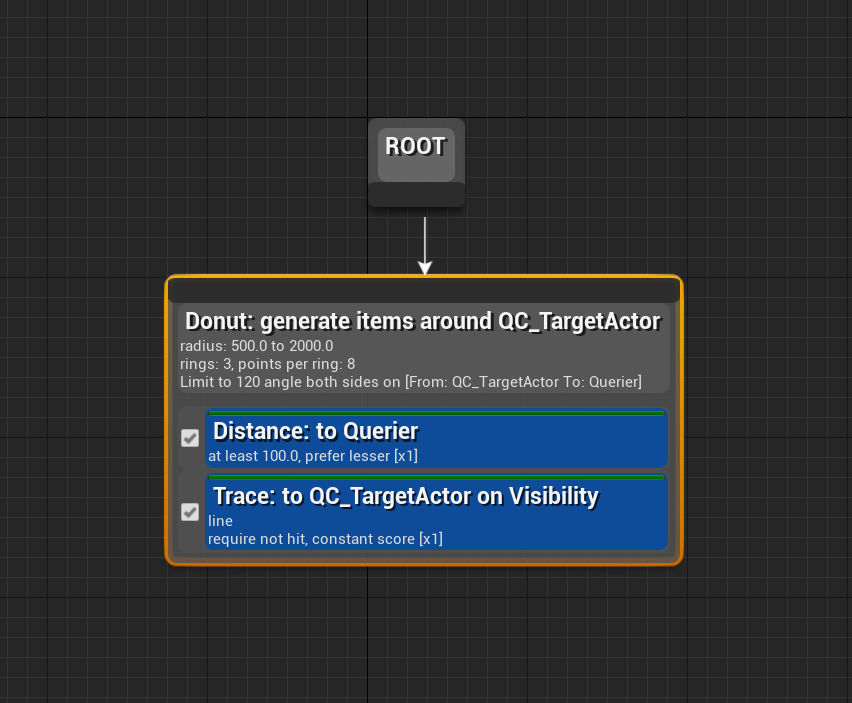 ROOT
Donut: generate items around QC_TargetActor
radius: 500.0 to 2000.0
rings: 3, points per ring: 8
Limit to 120 angle both sides on [From: QC_TargetActor To: Querier]
Distance: to Querier
at least 100.0, prefer lesser [x1]
Trace: to QC_TargetActor on Visibility
line
require not hit, constant score [x1]